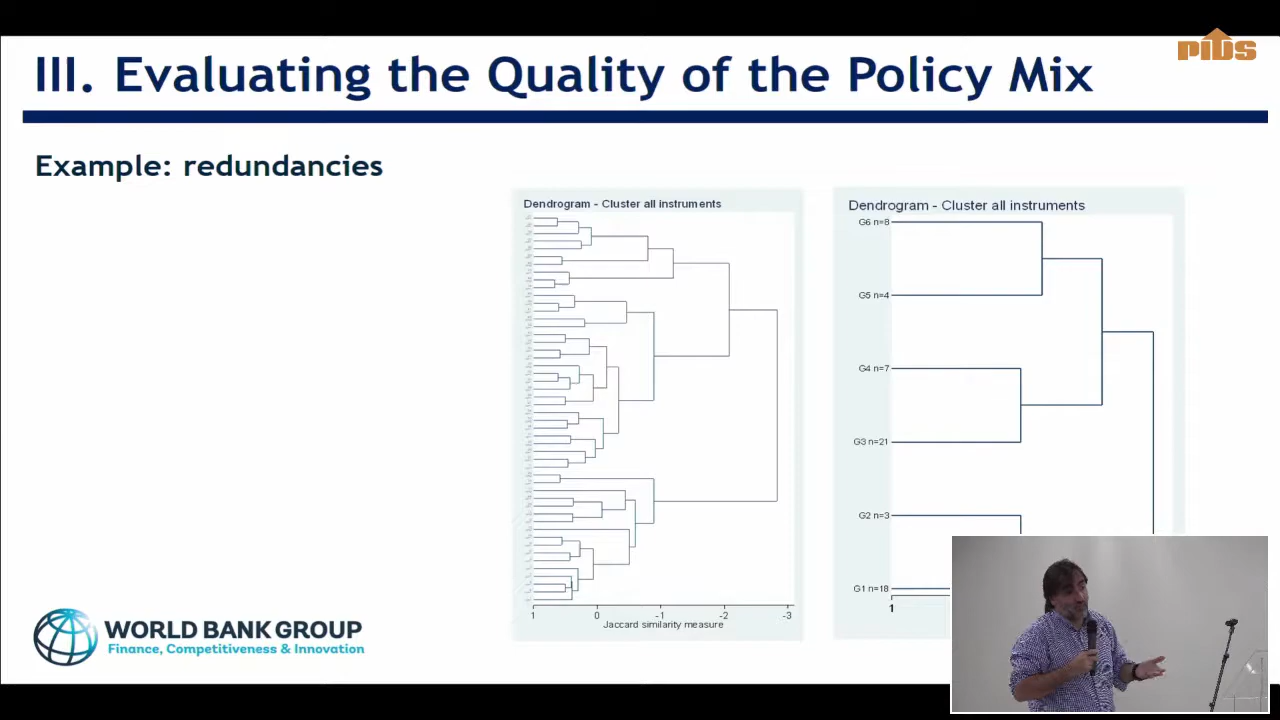 PIDS
III. Evaluating the Quality of the Policy Mix
Example: redundancies
Dendrogram - Cluster all instruments
1 0 -1 -2 -3
Jaccard similarity measure
Dendrogram - Cluster all instruments
G6 n=8
G5 n=4
G4 n=7
G3 n=21
G2 n=3
G1 n=18
1
WORLD BANK GROUP
Finance, Competitiveness & Innovation